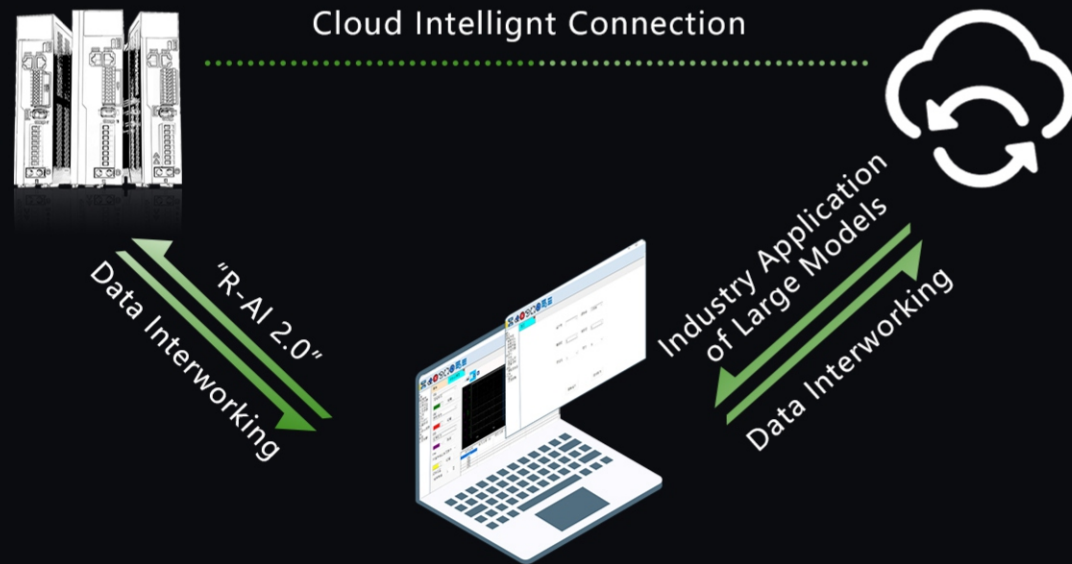 Cloud Intellignt Connection
"R-AI 2.0"
Data Interworking
Industry Application
of Large Models
Data Interworking